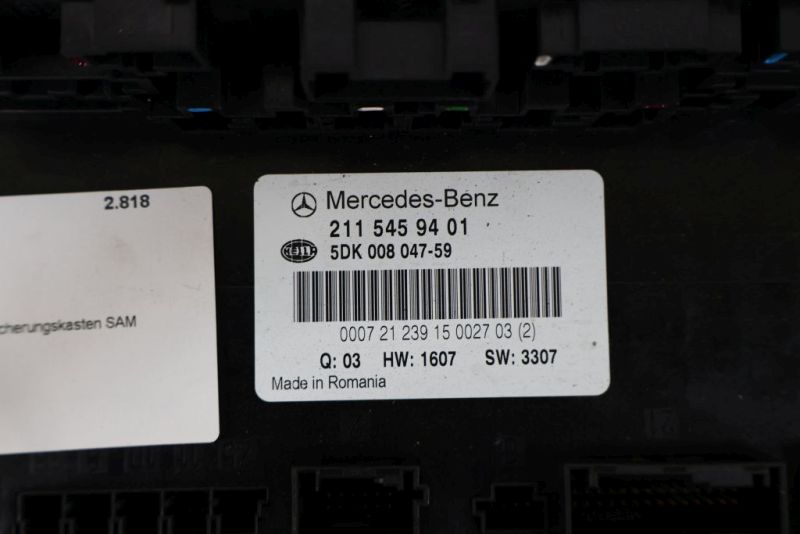 2.818
cherungskasten SAM
Mercedes-Benz
211 545 94 01
HELLA 5DK 008 047-59
0007 21 239 15 0027 03 (2)
Q: 03 HW: 1607 SW: 3307
Made in Romania